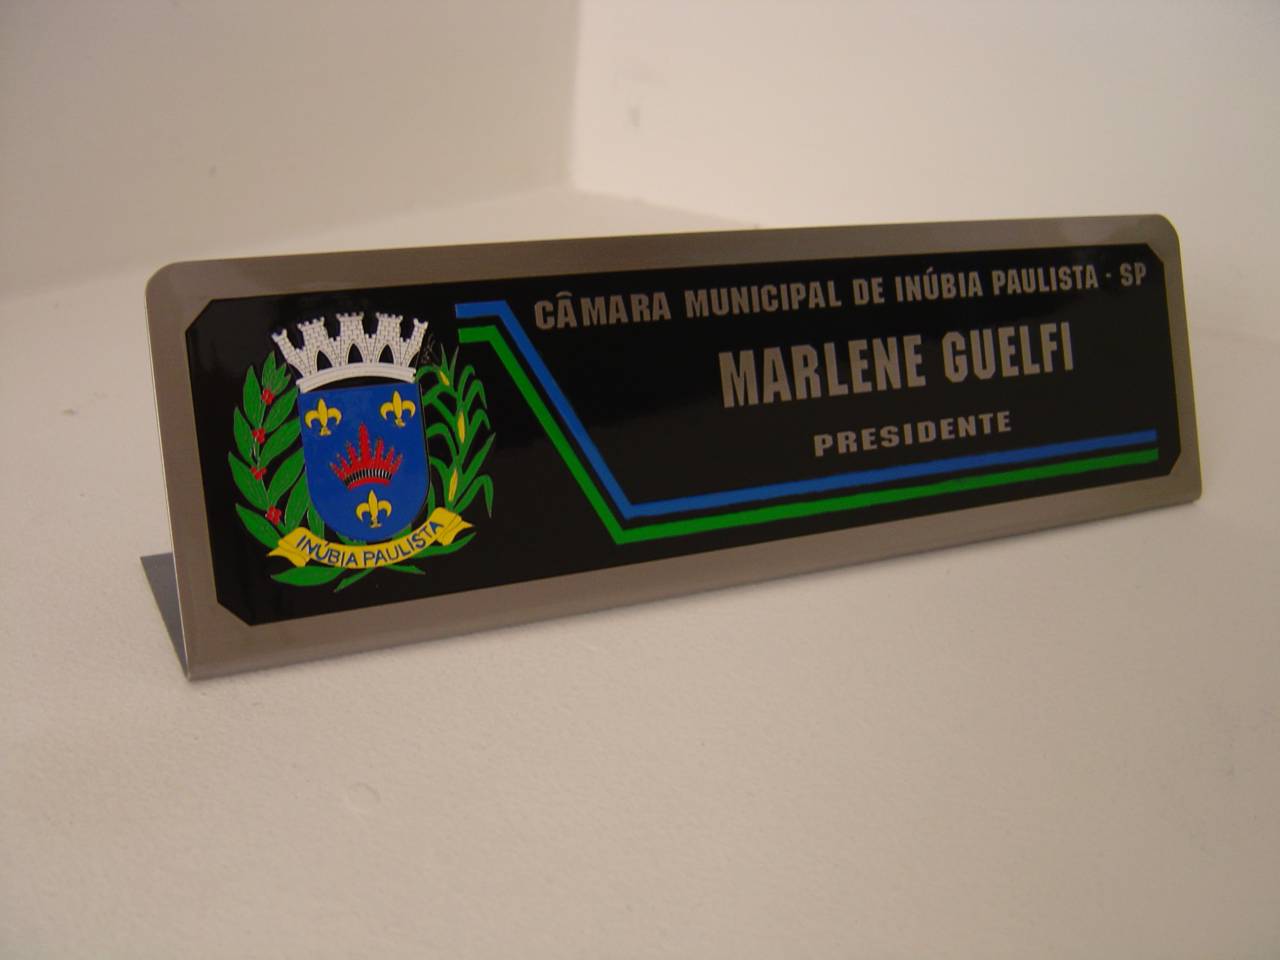 CÂMARA MUNICIPAL DE INÚBIA PAULISTA - SP
MARLENE GUELFI
PRESIDENTE
INÚBIA PAULISTA